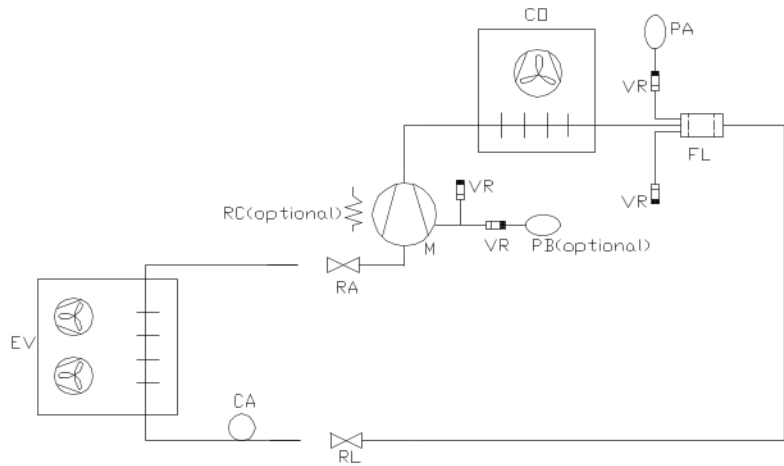 CO
PA
VR
FL
VR
RC(optional)
VR
M
VR
PB(optional)
RA
EV
CA
RL